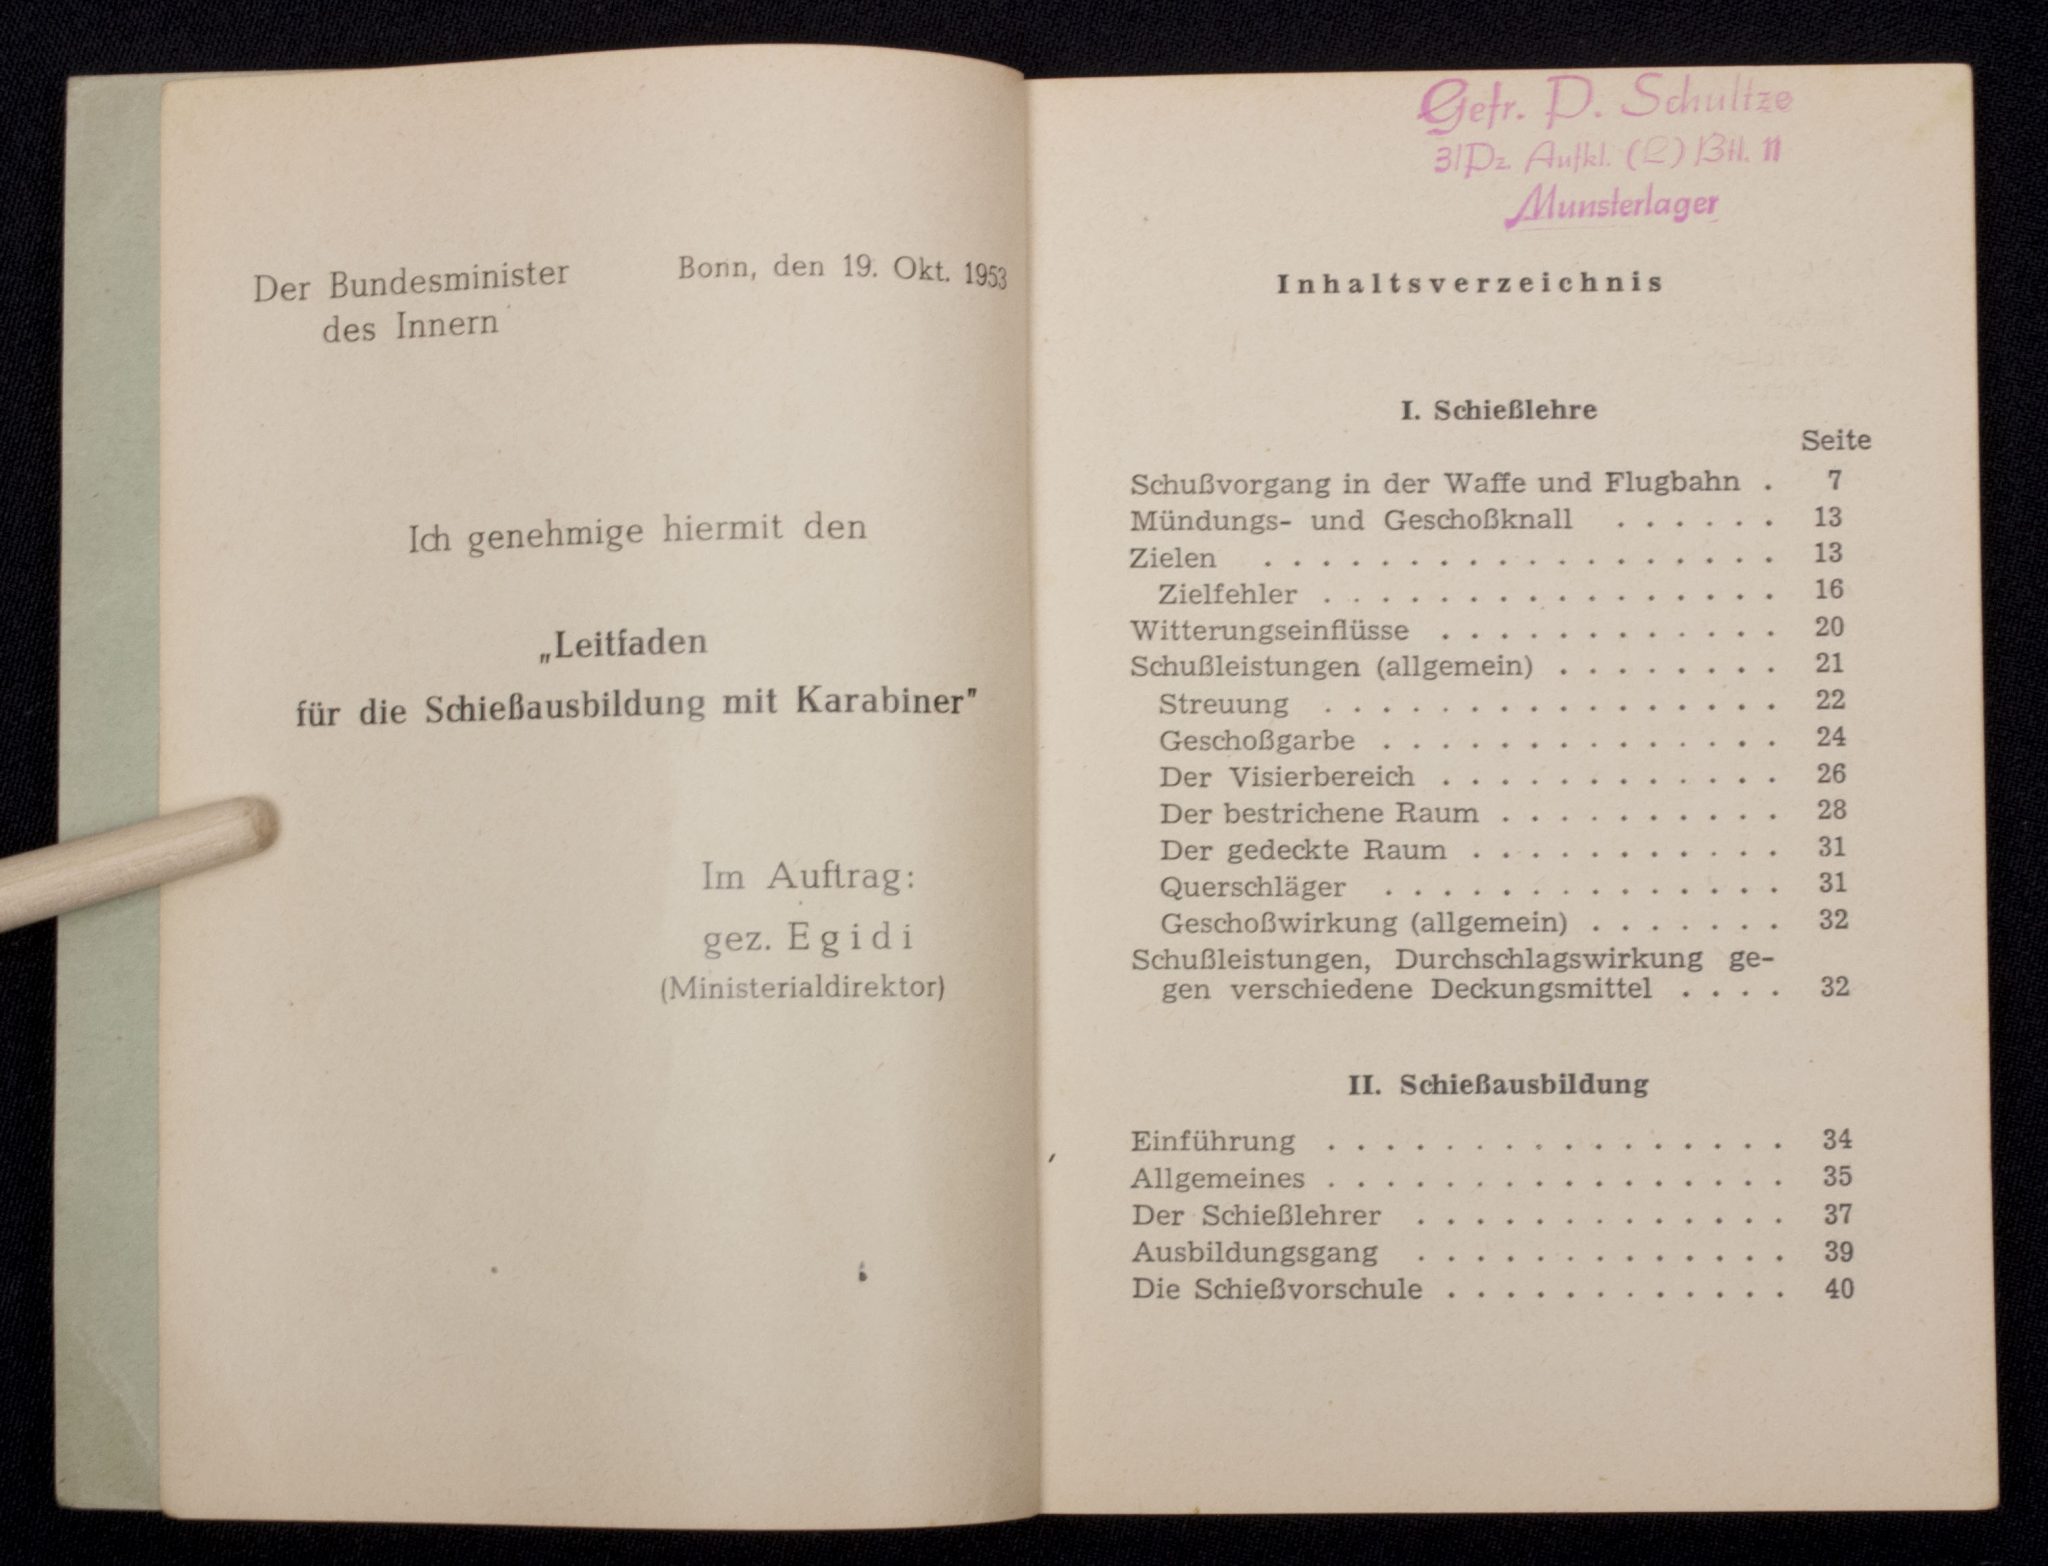 Der Bundesminister
des Innern
Bonn, den 19. Okt. 1953
Ich genehmige hiermit den
„Leitfaden
für die Schießausbildung mit Karabiner"
Im Auftrag:
gez. Egidi
(Ministerialdirektor)
Gefr. D. Schultze
3/Pz. Aufkl. (L) Btl. 11
Munsterlager
Inhaltsverzeichnis
I. Schießlehre
Seite
Schußvorgang in der Waffe und Flugbahn . 7
Mündungs- und Geschoßknall . . . . . . 13
Zielen . . . . . . . . . . . . . . . . . . 13
Zielfehler . . . . . . . . . . . . . . . . 16
Witterungseinflüsse . . . . . . . . . . . . 20
Schußleistungen (allgemein) . . . . . . . . 21
Streuung . . . . . . . . . . . . . . . . 22
Geschoßgarbe . . . . . . . . . . . . . . 24
Der Visierbereich . . . . . . . . . . . . 26
Der bestrichene Raum . . . . . . . . . . 28
Der gedeckte Raum . . . . . . . . . . . 31
Querschläger . . . . . . . . . . . . . . 31
Geschoßwirkung (allgemein) . . . . . . . 32
Schußleistungen, Durchschlagswirkung ge-
gen verschiedene Deckungsmittel . . . . 32
II. Schießausbildung
Einführung . . . . . . . . . . . . . . . . 34
Allgemeines . . . . . . . . . . . . . . . . 35
Der Schießlehrer . . . . . . . . . . . . . 37
Ausbildungsgang . . . . . . . . . . . . . 39
Die Schießvorschule . . . . . . . . . . . . 40